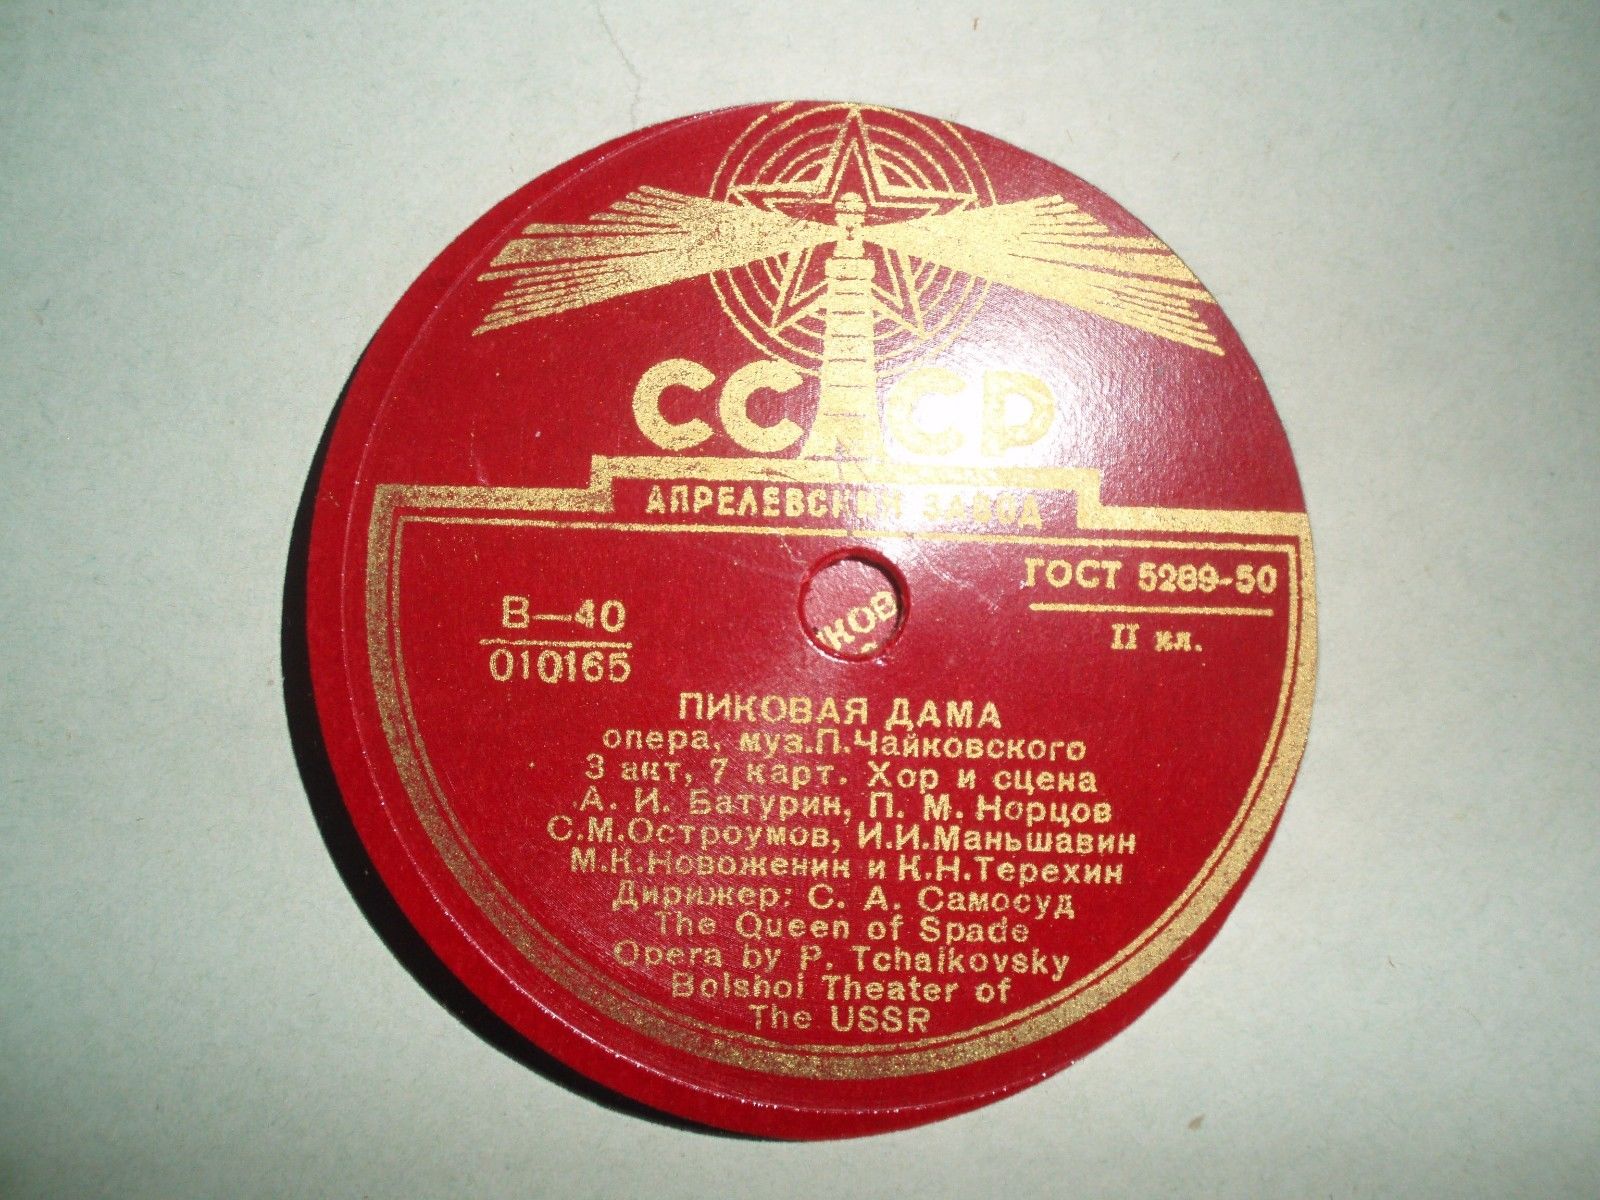 СССР
АПРЕЛЕВСКИЙ ЗАВОД
ГОСТ 5289-50
II кл.
В—40
010165
ПИКОВАЯ ДАМА
опера, муз.П.Чайковского
3 акт, 7 карт. Хор и сцена
А. И. Батурин, П. М. Норцов
С.М.Остроумов, И.И.Маньшавин
М.К.Новоженин и К.Н.Терехин
Дирижер: С. А. Самосуд
The Queen of Spade
Opera by P. Tchaikovsky
Bolshoi Theater of
The USSR